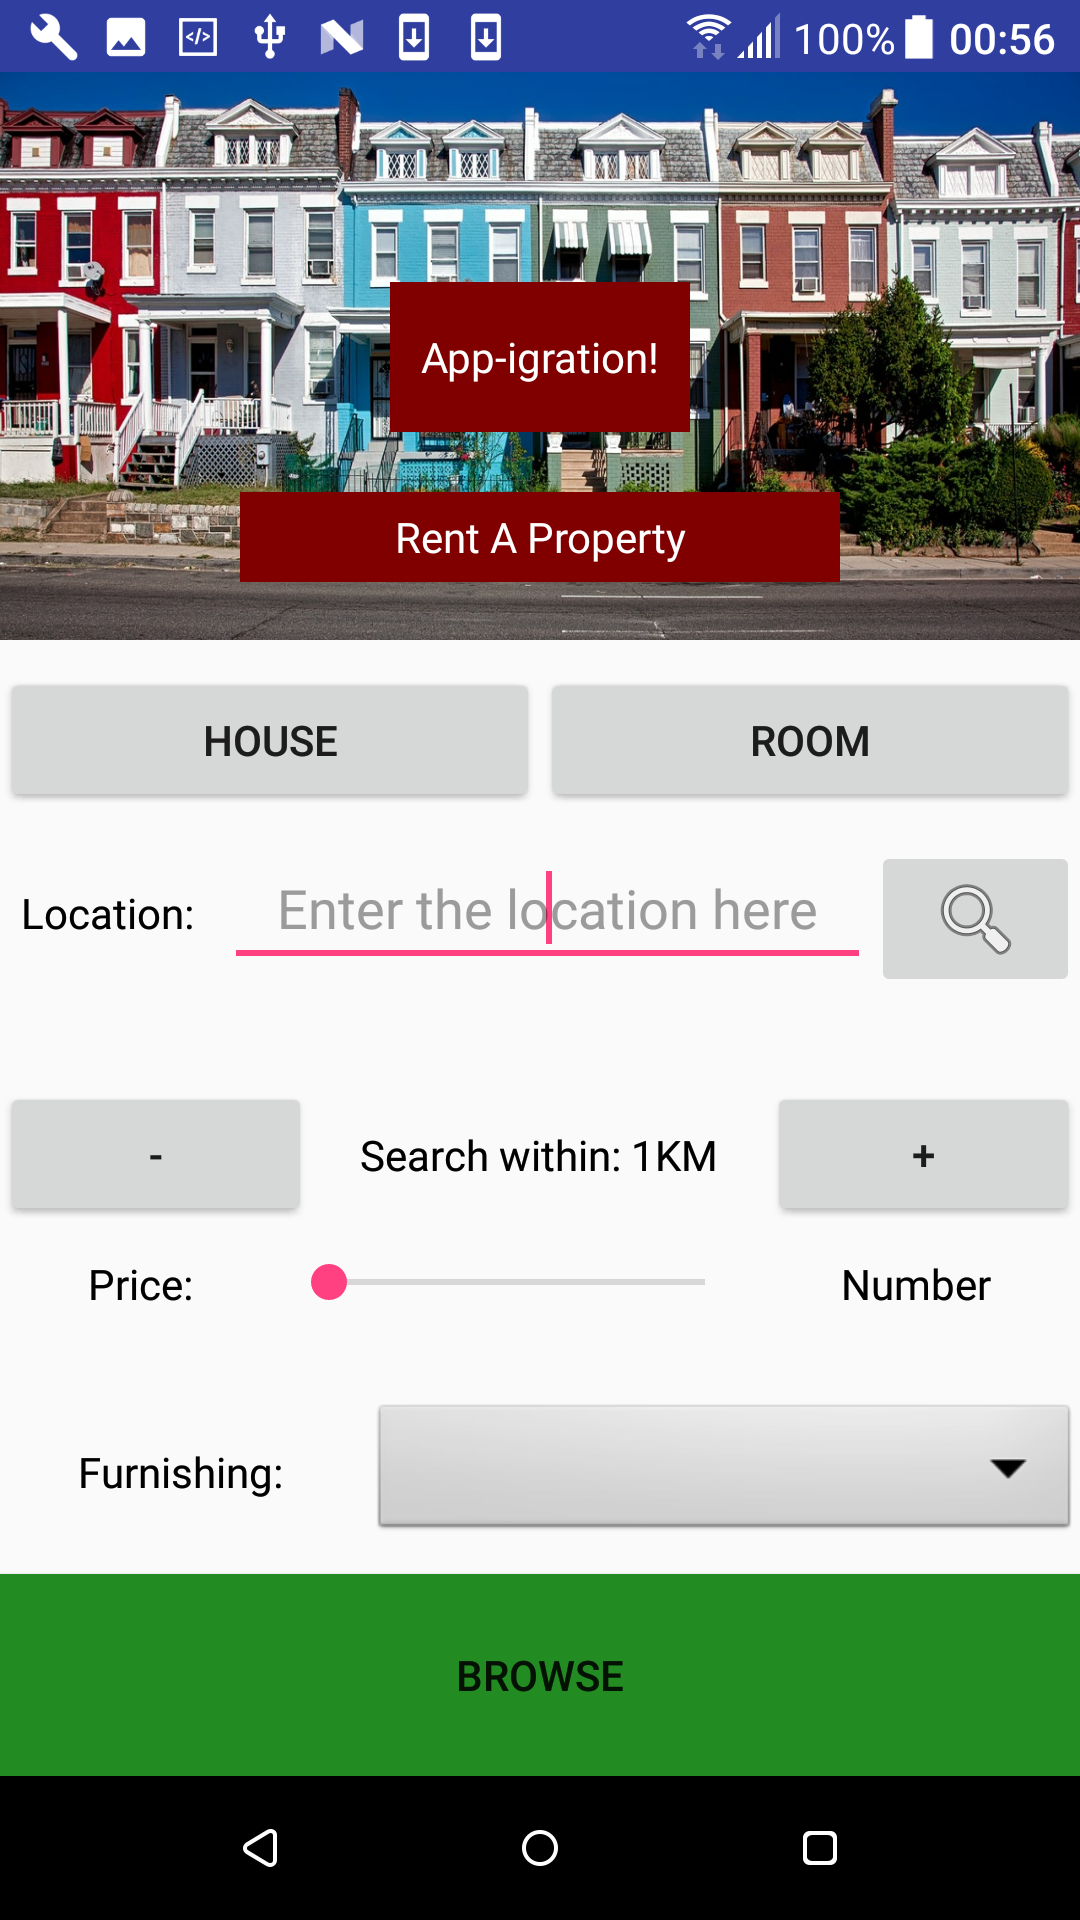 100% 00:56
App-igration!
Rent A Property
HOUSE ROOM
Location: Enter the location here
- Search within: 1KM +
Price: Number
Furnishing:
BROWSE